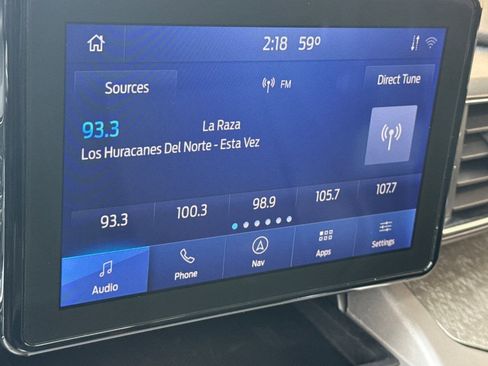 2:18 59°
Sources
FM
Direct Tune
93.3 La Raza
Los Huracanes Del Norte - Esta Vez
93.3 100.3 98.9 105.7 107.7
Audio Phone Nav Apps Settings